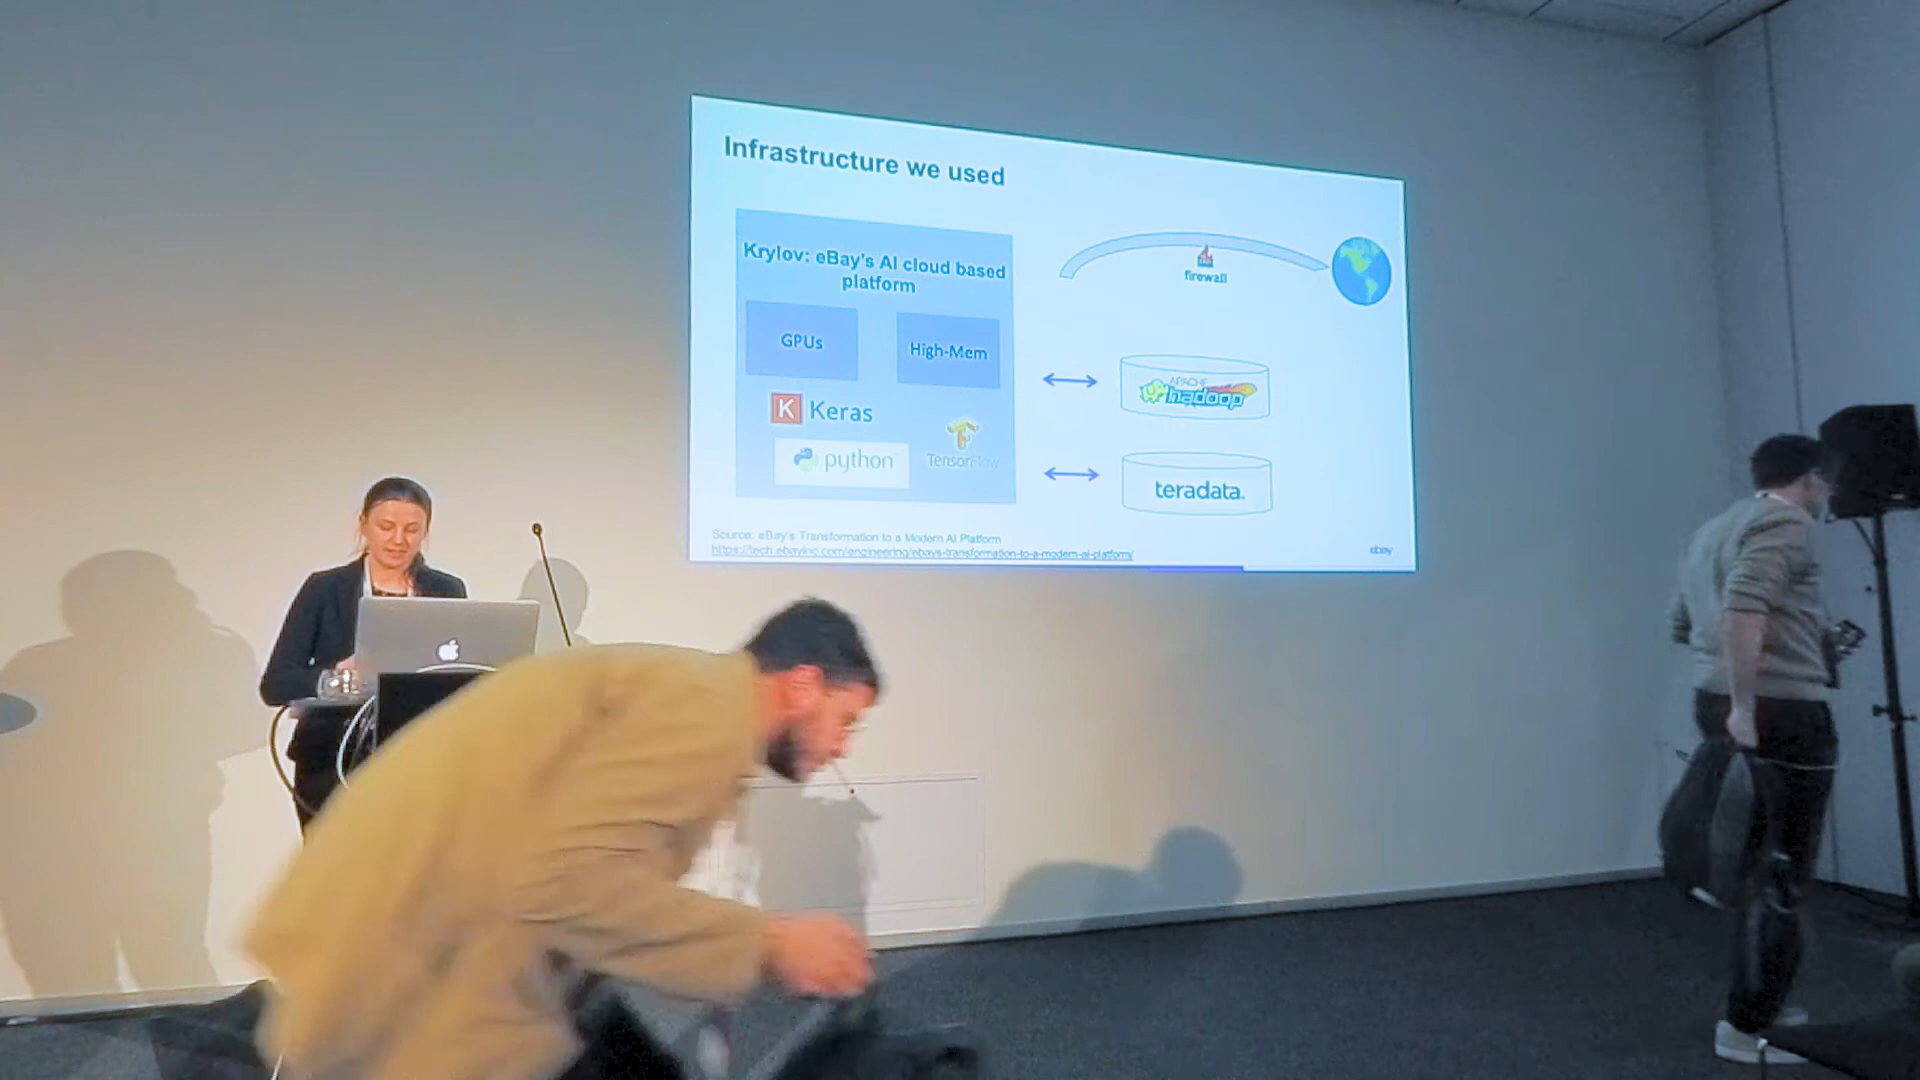 Infrastructure we used
Krylov: eBay's AI cloud based
platform
GPUs
High-Mem
K Keras
python
TensorFlow
firewall
APACHE
hadoop
teradata.
Source: eBay's Transformation to a Modern AI Platform
https://tech.ebayinc.com/engineering/ebays-transformation-to-a-modern-ai-platform/
ebay